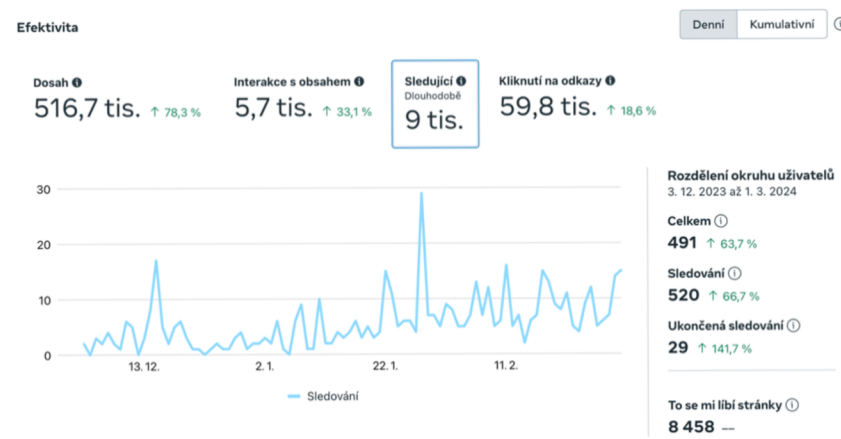 Efektivita
Denní Kumulativní
Dosah
516,7 tis. ↑ 78,3 %
Interakce s obsahem
5,7 tis. ↑ 33,1 %
Sledující
Dlouhodobě
9 tis.
Kliknutí na odkazy
59,8 tis. ↑ 18,6 %
30
20
10
0
13. 12. 2. 1. 22. 1. 11. 2.
Sledování
Rozdělení okruhu uživatelů
3. 12. 2023 až 1. 3. 2024
Celkem
491 ↑ 63,7 %
Sledování
520 ↑ 66,7 %
Ukončená sledování
29 ↑ 141,7 %
To se mi líbí stránky
8 458 --